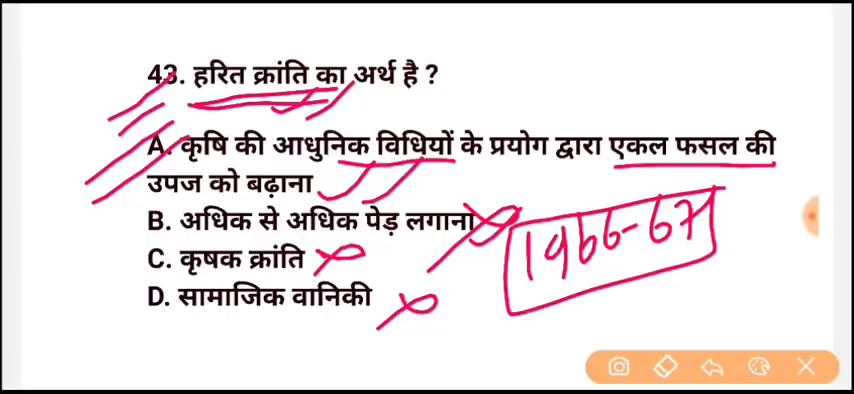 43. हरित क्रांति का अर्थ है ?
A. कृषि की आधुनिक विधियों के प्रयोग द्वारा एकल फसल की
उपज को बढ़ाना
B. अधिक से अधिक पेड़ लगाना
1966-67
C. कृषक क्रांति
D. सामाजिक वानिकी